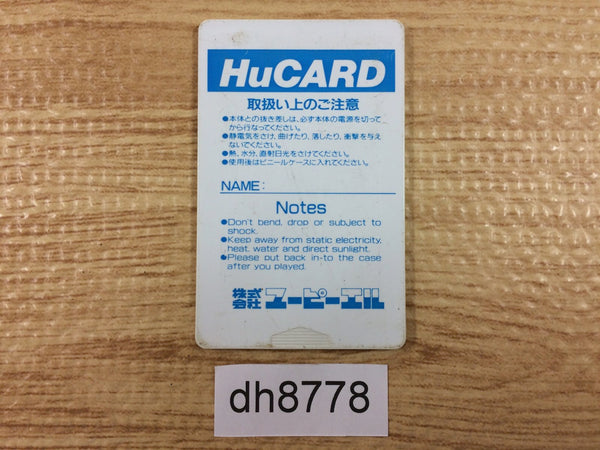 HuCARD
取扱い上のご注意
●本体との抜き差しは、必ず本体の電源を切って
から行なってください。
●静電気をさけ、曲げたり、落したり、衝撃を与え
ないでください。
●熱、水分、直射日光をさけてください。
●使用後はビニールケースに入れてください。
NAME:
Notes
●Don't bend, drop or subject to
shock.
●Keep away from static electricity,
heat, water and direct sunlight.
●Please put back in-to the case
after you played.
株式会社 ユーピーエル
dh8778